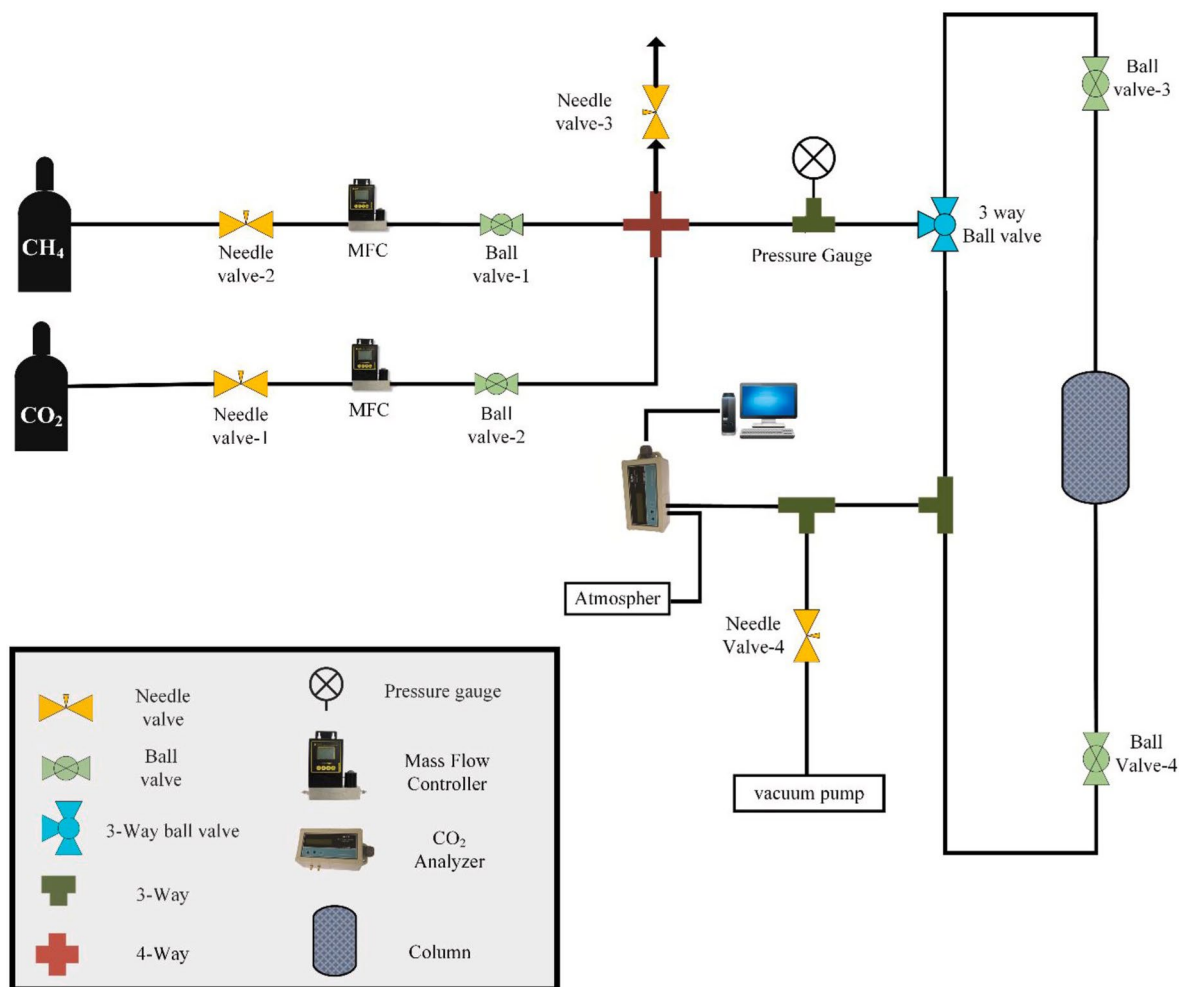 Needle
valve-3
Ball
valve-3
CH₄
Needle
valve-2
MFC
Ball
valve-1
Pressure Gauge
3 way
Ball valve
CO₂
Needle
valve-1
MFC
Ball
valve-2
Atmospher
Needle
Valve-4
vacuum pump
Ball
Valve-4
Needle
valve
Pressure gauge
Ball
valve
Mass Flow
Controller
3-Way ball valve
CO₂
Analyzer
3-Way
4-Way
Column